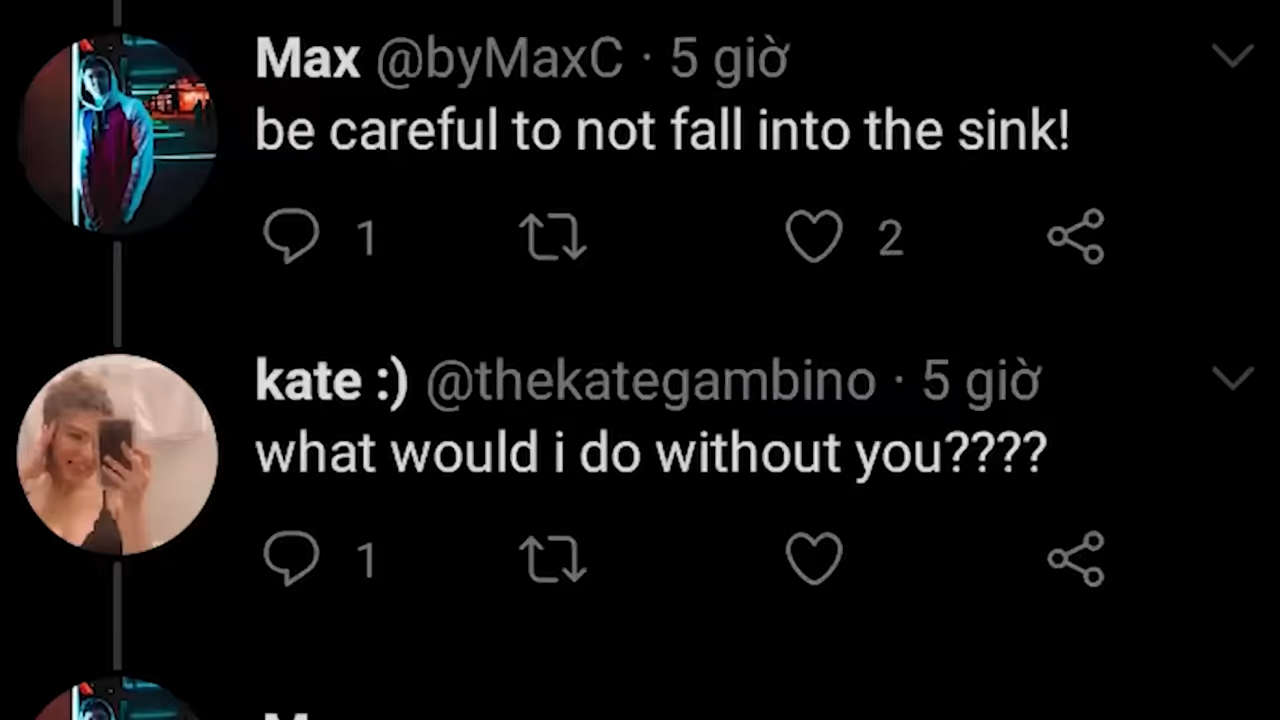 Max @byMaxC · 5 giờ
be careful to not fall into the sink!
1 2
kate :) @thekategambino · 5 giờ
what would i do without you????
1